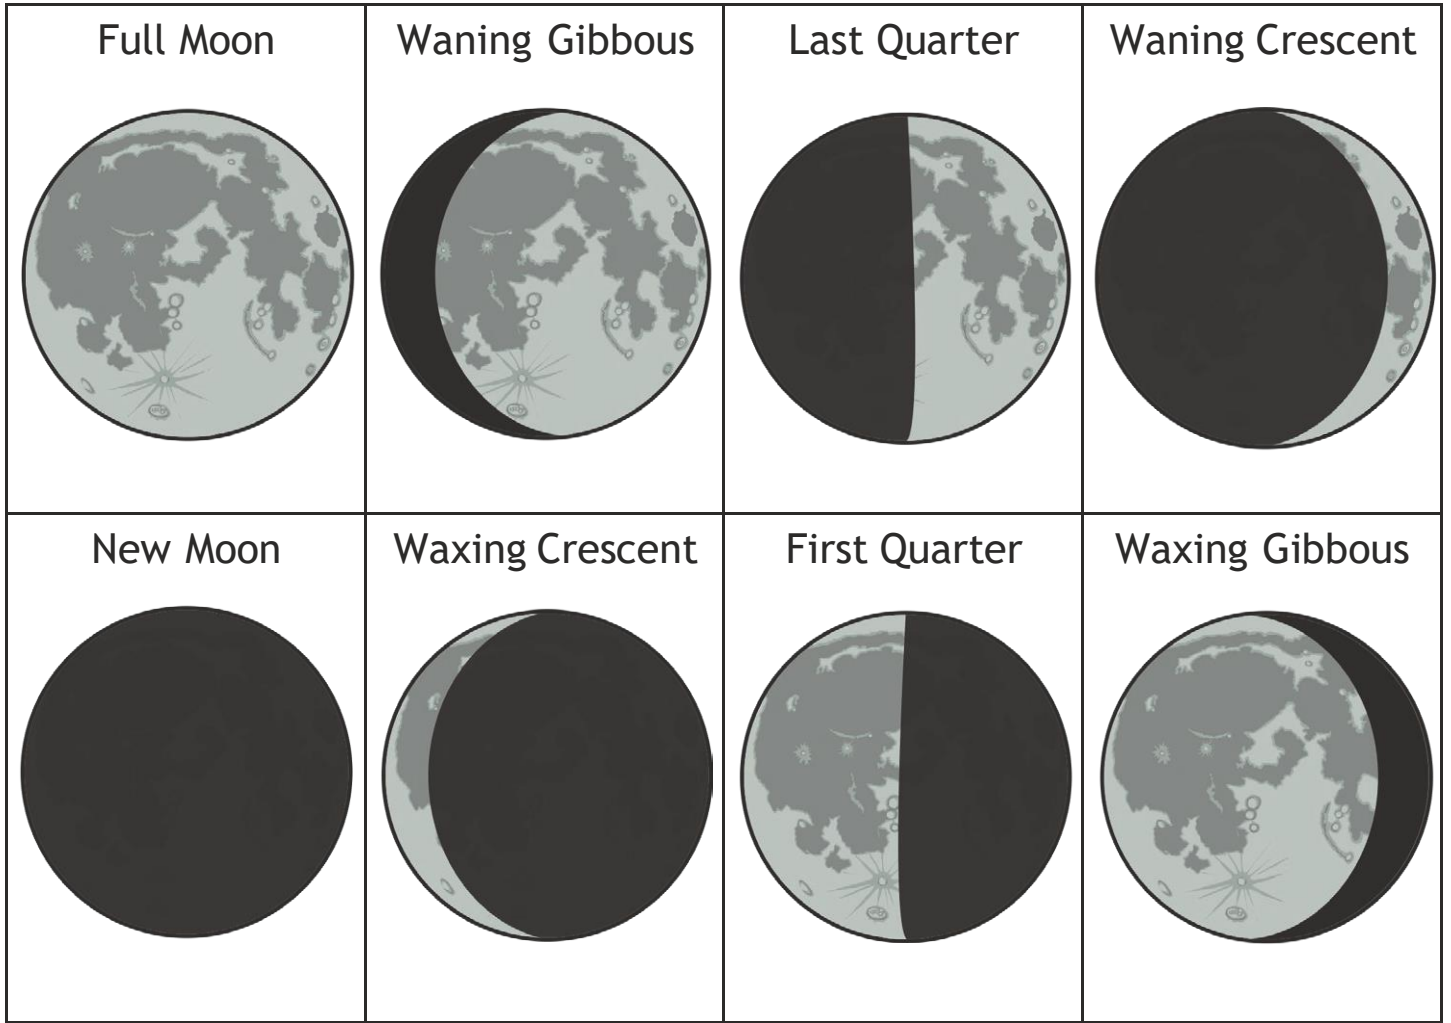 Full Moon
Waning Gibbous
Last Quarter
Waning Crescent
New Moon
Waxing Crescent
First Quarter
Waxing Gibbous